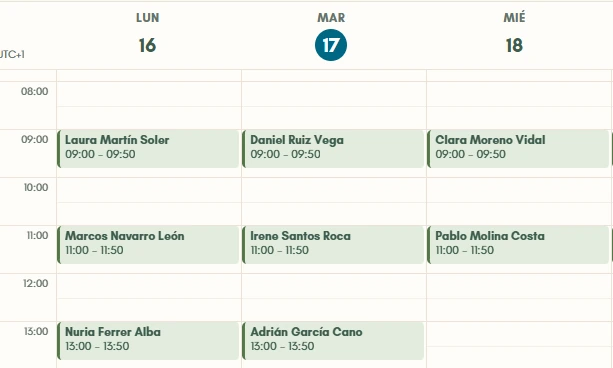 LUN
MAR
MIÉ
16
17
18
UTC+1
08:00
09:00
Laura Martín Soler
09:00 – 09:50
Daniel Ruiz Vega
09:00 – 09:50
Clara Moreno Vidal
09:00 – 09:50
10:00
11:00
Marcos Navarro León
11:00 – 11:50
Irene Santos Roca
11:00 – 11:50
Pablo Molina Costa
11:00 – 11:50
12:00
13:00
Nuria Ferrer Alba
13:00 – 13:50
Adrián García Cano
13:00 – 13:50